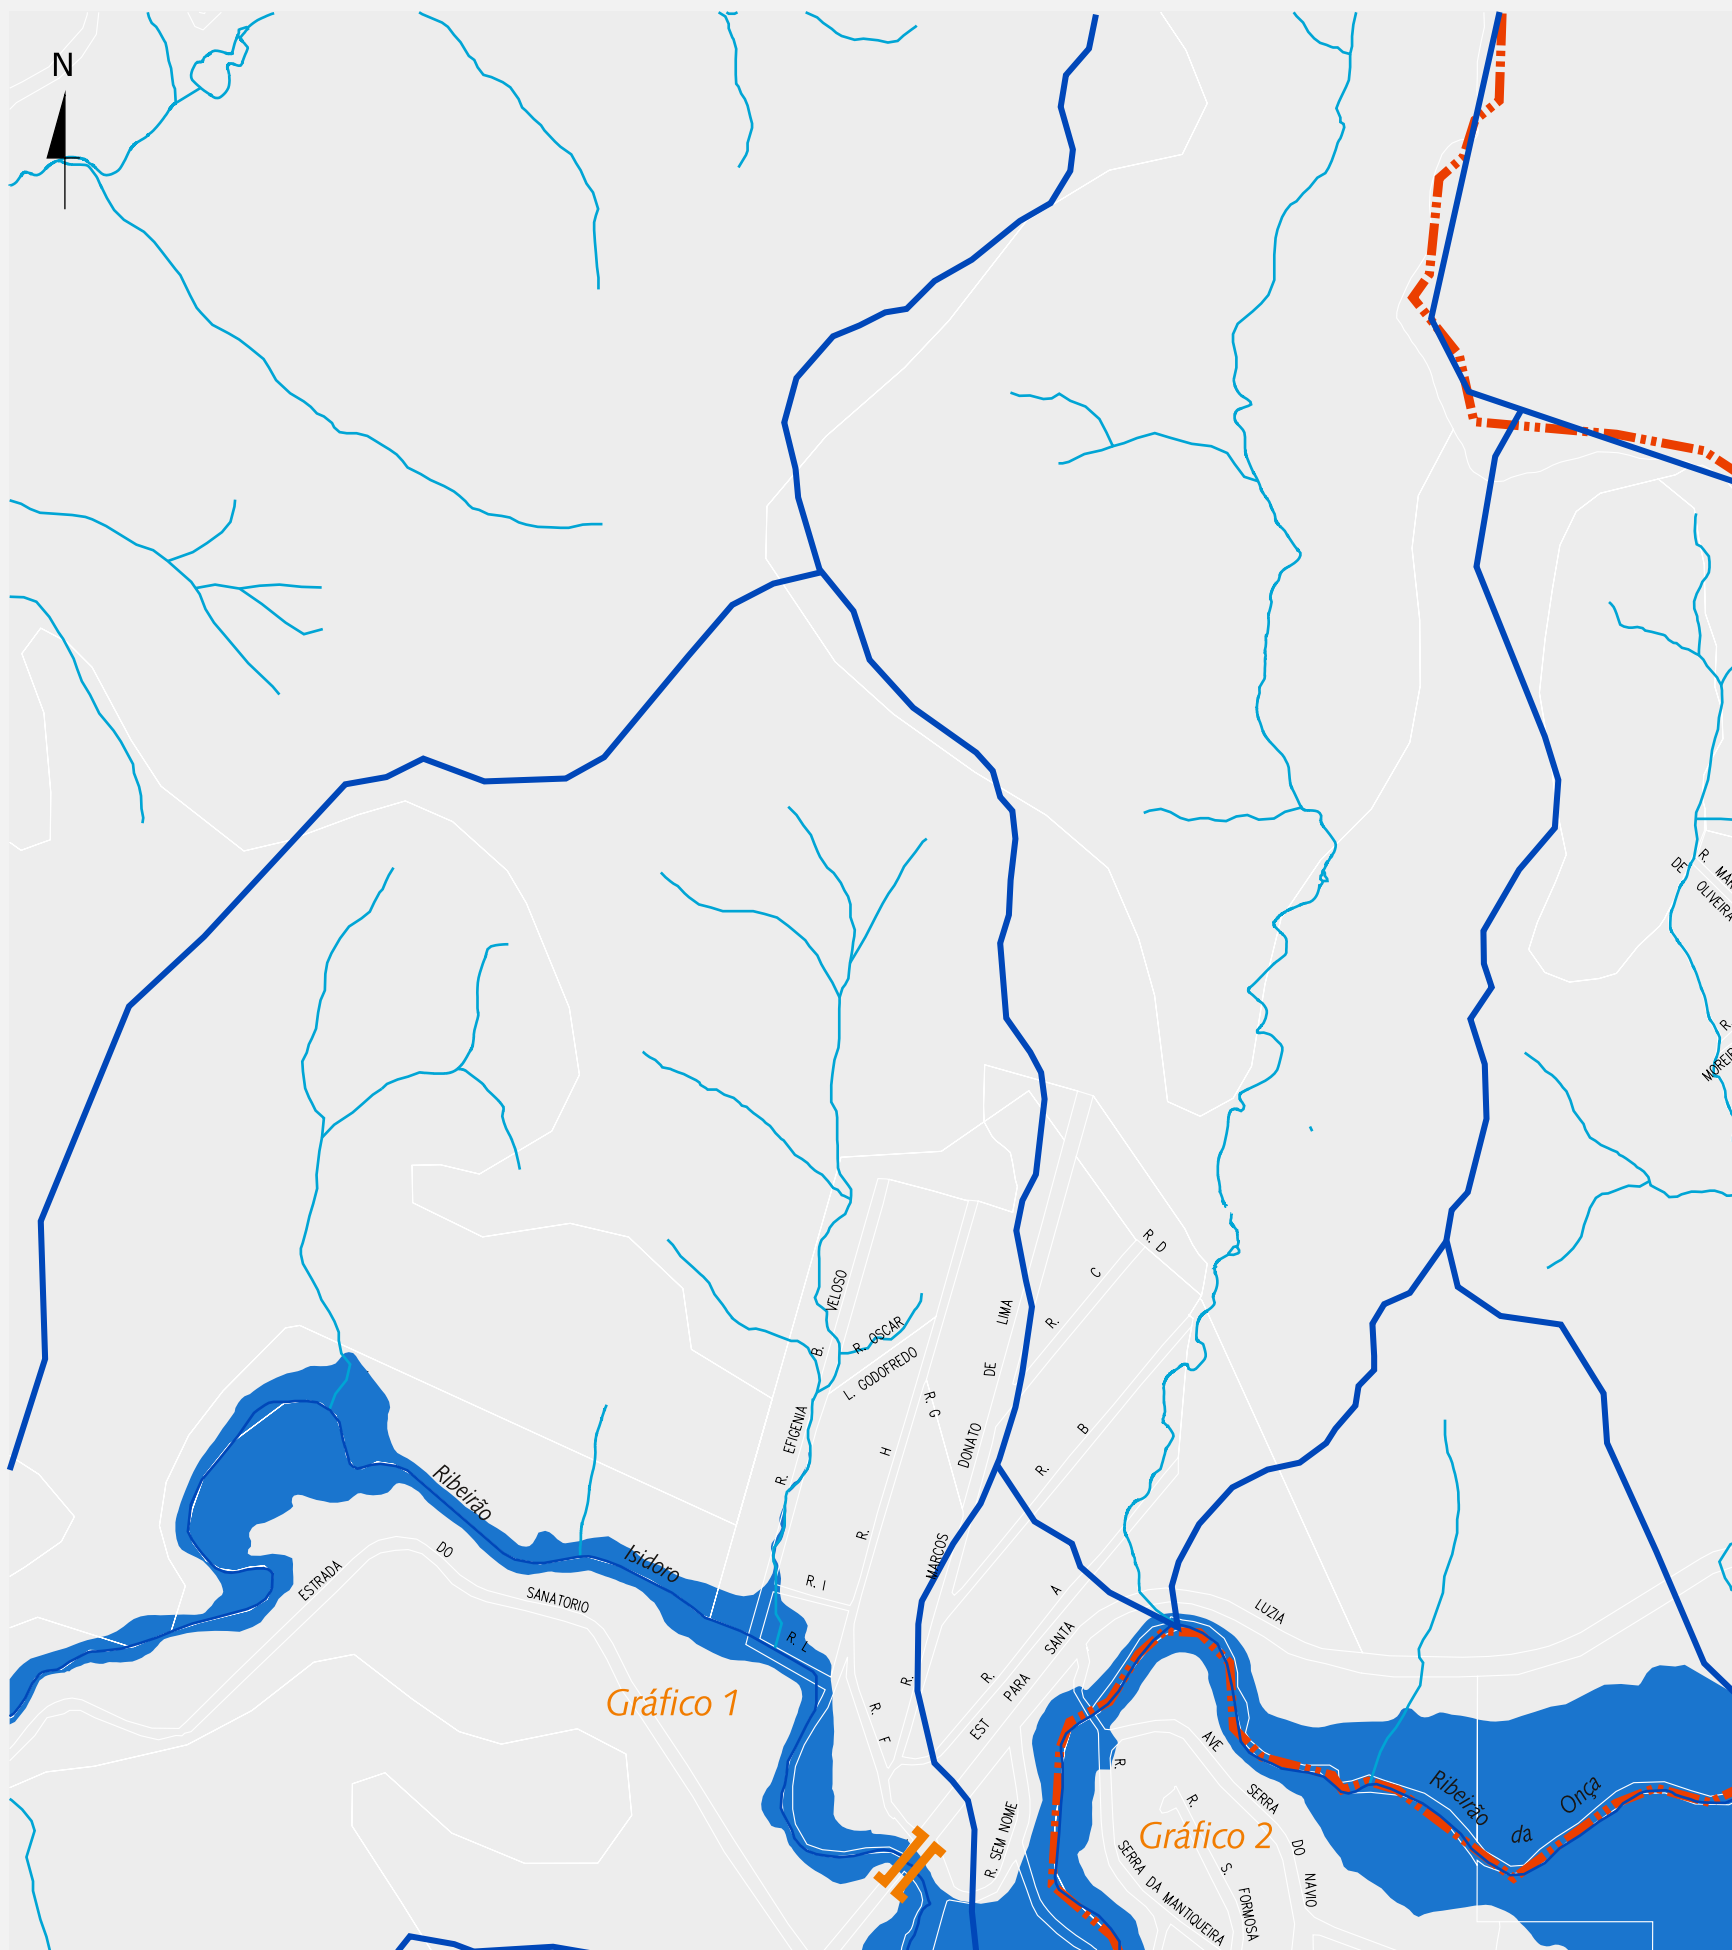 N
R. MAR
DE OLIVEIRA
R.
MOREIR
R. D
R. C
VELOSO
R. OSCAR
B.
L. GODOFREDO
LIMA
DE
R. G
R. B
EFIGENIA
R.
H
DONATO
R.
MARCOS
Ribeirão
Isidoro
DO
ESTRADA
SANATORIO
R. I
R. L
R. A
SANTA
LUZIA
PARA
EST
R.
R. F
Gráfico 1
AVE
SERRA
DO
NAVIO
R.
R. SEM NOME
SERRA DA MANTIQUEIRA
R.
S.
FORMOSA
Gráfico 2
Ribeirão
da
Onça